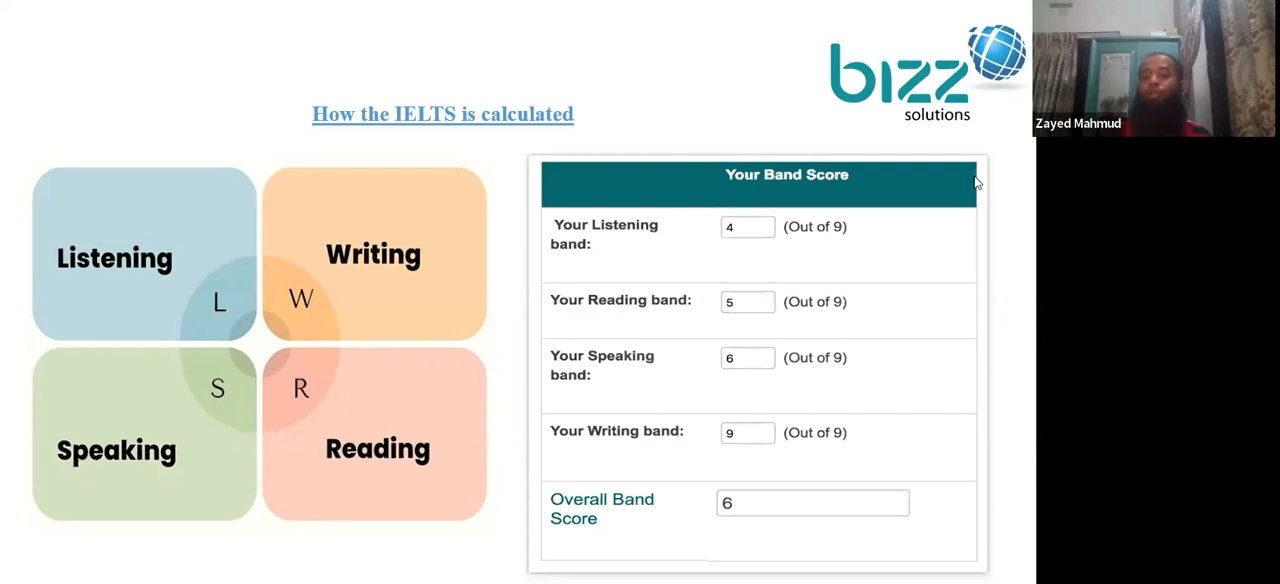 bizz
solutions
Zayed Mahmud
How the IELTS is calculated
Listening
L
Writing
W
Speaking
S
Reading
R
Your Band Score
Your Listening
band:
4 (Out of 9)
Your Reading band: 5 (Out of 9)
Your Speaking
band:
6 (Out of 9)
Your Writing band: 9 (Out of 9)
Overall Band
Score
6